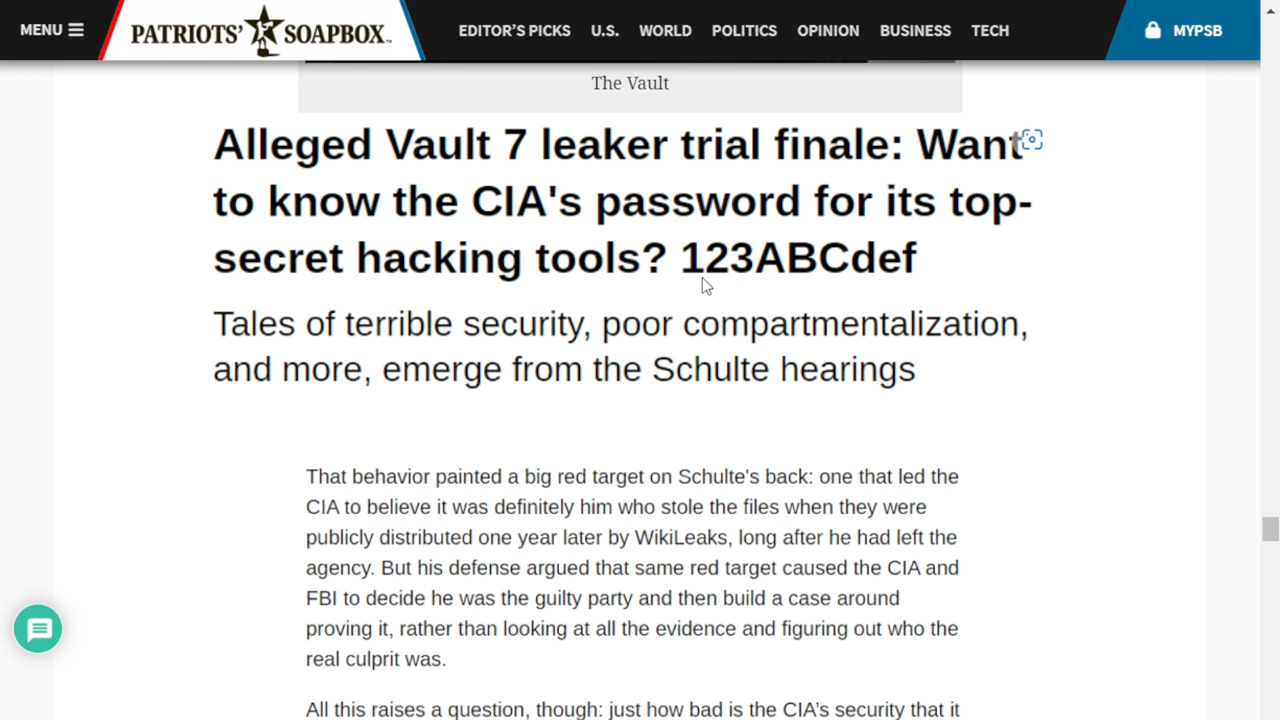 MENU
PATRIOTS' SOAPBOX
EDITOR'S PICKS U.S. WORLD POLITICS OPINION BUSINESS TECH
MYPSB
The Vault
Alleged Vault 7 leaker trial finale: Want
to know the CIA's password for its top-
secret hacking tools? 123ABCdef
Tales of terrible security, poor compartmentalization,
and more, emerge from the Schulte hearings
That behavior painted a big red target on Schulte's back: one that led the
CIA to believe it was definitely him who stole the files when they were
publicly distributed one year later by WikiLeaks, long after he had left the
agency. But his defense argued that same red target caused the CIA and
FBI to decide he was the guilty party and then build a case around
proving it, rather than looking at all the evidence and figuring out who the
real culprit was.
All this raises a question, though: just how bad is the CIA's security that it